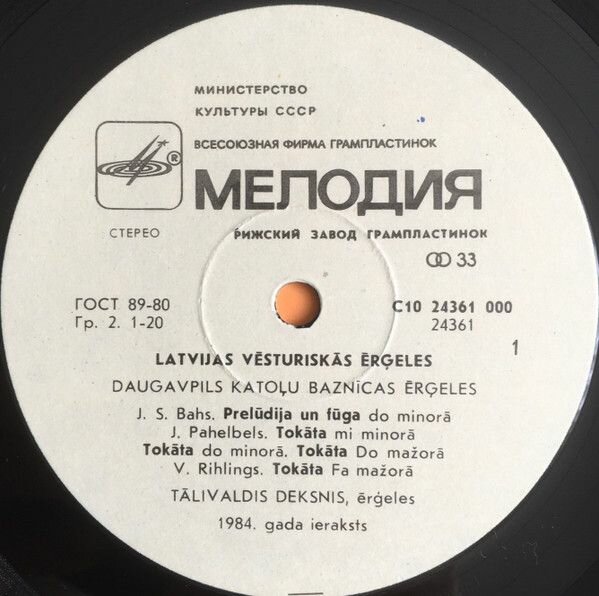 МИНИСТЕРСТВО
КУЛЬТУРЫ СССР
ВСЕСОЮЗНАЯ ФИРМА ГРАМПЛАСТИНОК
®
МЕЛОДИЯ
СТЕРЕО
РИЖСКИЙ ЗАВОД ГРАМПЛАСТИНОК
33
ГОСТ 89-80
С10 24361 000
Гр. 2. 1-20
24361
1
LATVIJAS VĒSTURISKĀS ĒRĢELES
DAUGAVPILS KATOĻU BAZNĪCAS ĒRĢELES
J. S. Bahs. Prelūdija un fūga do minorā
J. Pahelbels. Tokāta mi minorā
Tokāta do minorā. Tokāta Do mažorā
V. Rihlings. Tokāta Fa mažorā
TĀLIVALDIS DEKSNIS, ērģeles
1984. gada ieraksts